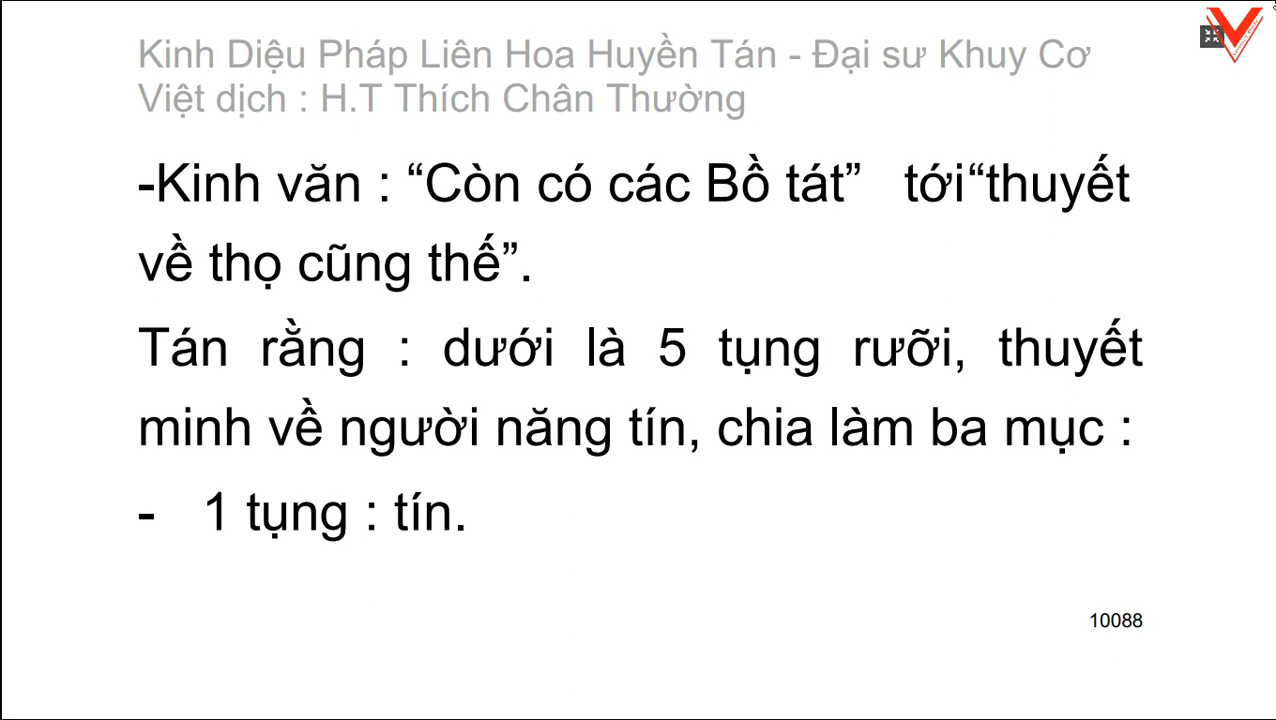 Kinh Diệu Pháp Liên Hoa Huyền Tán - Đại sư Khuy Cơ
Việt dịch : H.T Thích Chân Thường
-Kinh văn : “Còn có các Bồ tát” tới“thuyết
về thọ cũng thế”.
Tán rằng : dưới là 5 tụng rưỡi, thuyết
minh về người năng tín, chia làm ba mục :
- 1 tụng : tín.
10088